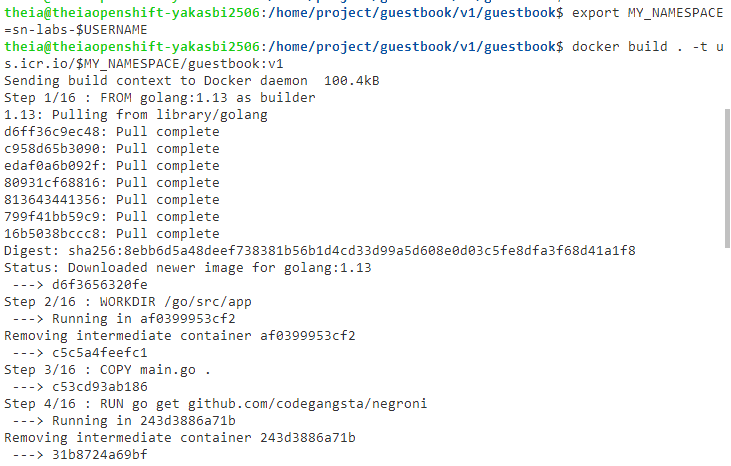 theia@theiaopenshift-yakasbi2506:/home/project/guestbook/v1/guestbook$ export MY_NAMESPACE
=sn-labs-$USERNAME
theia@theiaopenshift-yakasbi2506:/home/project/guestbook/v1/guestbook$ docker build . -t u
s.icr.io/$MY_NAMESPACE/guestbook:v1
Sending build context to Docker daemon  100.4kB
Step 1/16 : FROM golang:1.13 as builder
1.13: Pulling from library/golang
d6ff36c9ec48: Pull complete
c958d65b3090: Pull complete
edaf0a6b092f: Pull complete
80931cf68816: Pull complete
813643441356: Pull complete
799f41bb59c9: Pull complete
16b5038bccc8: Pull complete
Digest: sha256:8ebb6d5a48deef738381b56b1d4cd33d99a5d608e0d03c5fe8dfa3f68d41a1f8
Status: Downloaded newer image for golang:1.13
 ---> d6f3656320fe
Step 2/16 : WORKDIR /go/src/app
 ---> Running in af0399953cf2
Removing intermediate container af0399953cf2
 ---> c5c5a4feefc1
Step 3/16 : COPY main.go .
 ---> c53cd93ab186
Step 4/16 : RUN go get github.com/codegangsta/negroni
 ---> Running in 243d3886a71b
Removing intermediate container 243d3886a71b
 ---> 31b8724a69bf